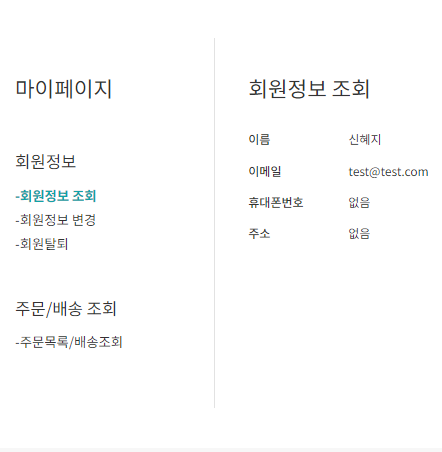 마이페이지
회원정보
-회원정보 조회
-회원정보 변경
-회원탈퇴
주문/배송 조회
-주문목록/배송조회
회원정보 조회
이름 신혜지
이메일 test@test.com
휴대폰번호 없음
주소 없음